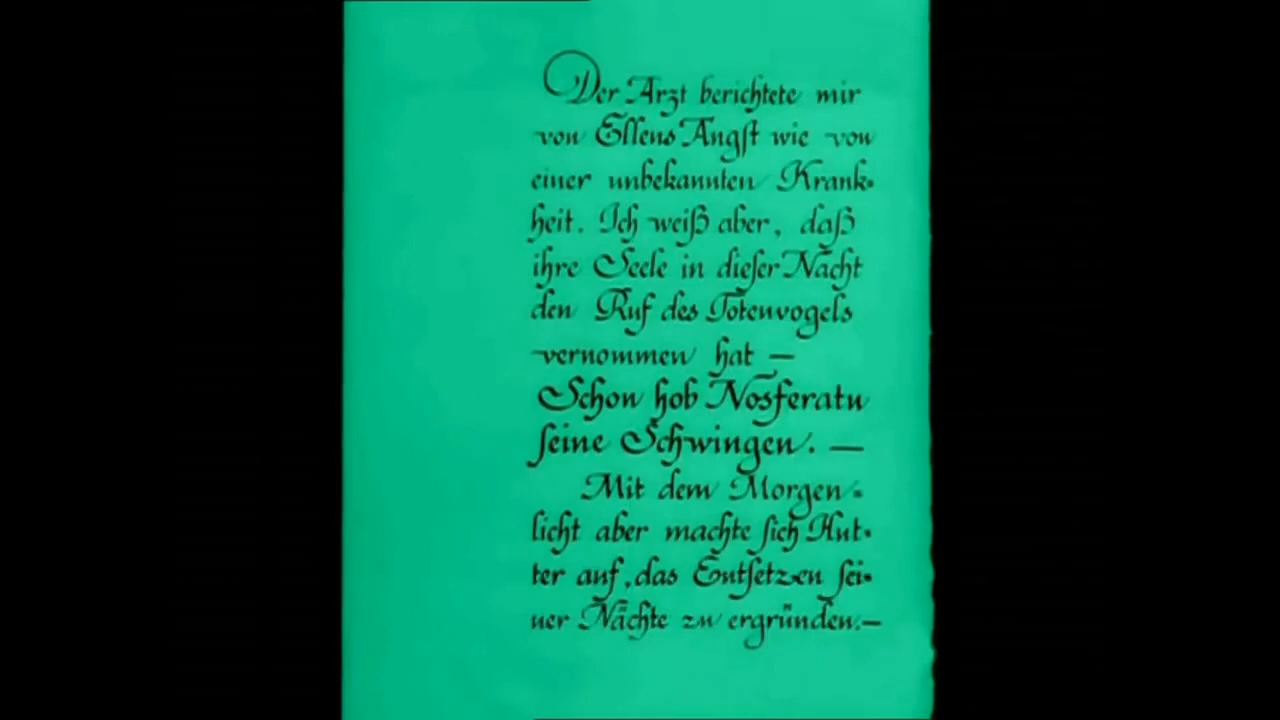 Der Arzt berichtete mir
von Ellens Angst wie von
einer unbekannten Krank-
heit. Ich weiß aber, daß
ihre Seele in dieser Nacht
den Ruf des Totenvogels
vernommen hat —
Schon hob Nosferatu
seine Schwingen. —
Mit dem Morgen-
licht aber machte sich Hut-
ter auf, das Entsetzen sei-
ner Nächte zu ergründen.—